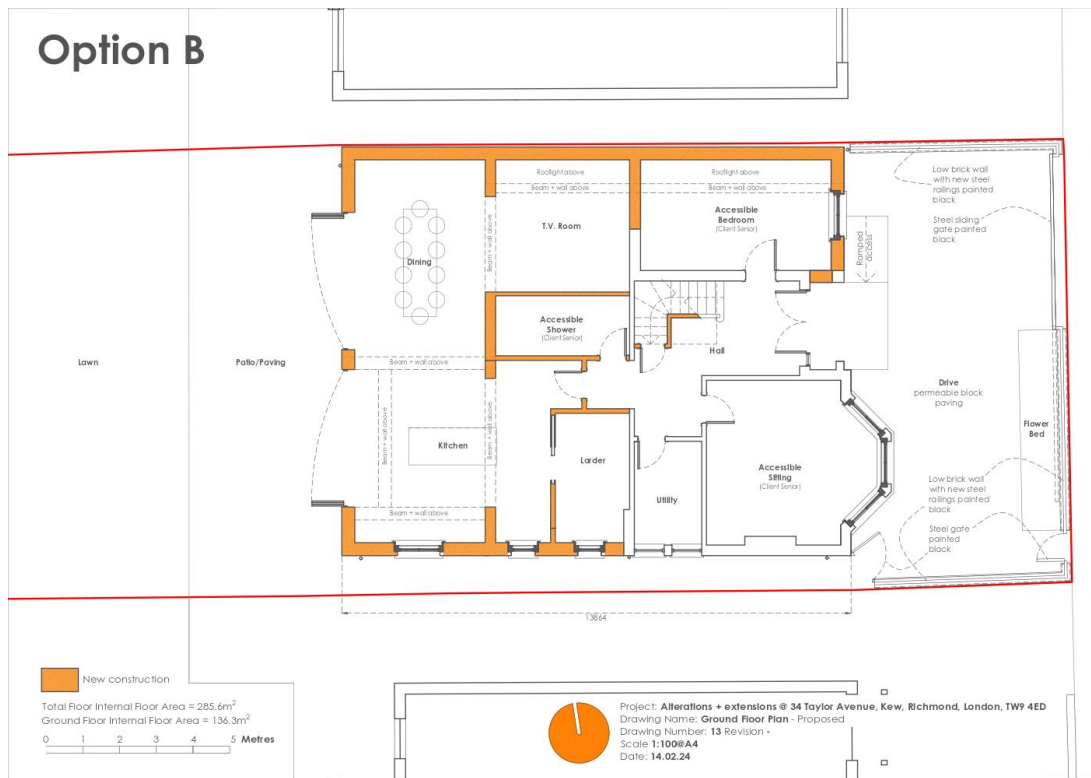 Option B
Rooflight above
Beam + wall above
Rooflight above
Beam + wall above
Accessible
Bedroom
(Client Senior)
T.V. Room
Dining
Beam + wall above
Ramped
access
Low brick wall
with new steel
railings painted
black
Steel sliding
gate painted
black
Accessible
Shower
(Client Senior)
Hall
Lawn
Patio/Paving
Beam + wall above
Beam + wall above
Beam + wall above
Kitchen
Beam + wall above
Larder
Utility
Accessible
Sitting
(Client Senior)
Drive
permeable block
paving
Flower
Bed
Low brick wall
with new steel
railings painted
black
Steel gate
painted
black
13864
New construction
Total Floor Internal Floor Area = 285.6m²
Ground Floor Internal Floor Area = 136.3m²
0 1 2 3 4 5 Metres
Project: Alterations + extensions @ 34 Taylor Avenue, Kew, Richmond, London, TW9 4ED
Drawing Name: Ground Floor Plan - Proposed
Drawing Number: 13 Revision -
Scale 1:100@A4
Date: 14.02.24